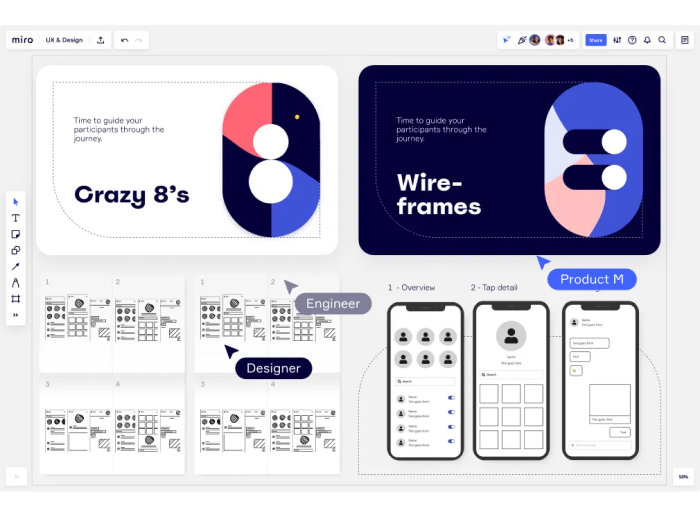 miro UX & Design
+5 Share
Time to guide your
participants through the
journey.
Crazy 8's
Time to guide your
participants through the
journey.
Wire-
frames
Product M
1 2
1 2
Engineer
Designer
3 4
3 4
1 - Overview
2 - Tap detail
Search
Name
Text goes here
Name
Text goes here
Name
Text goes here
Name
Text goes here
Name
Text goes here
Search
Name
Text goes here
Text goes here
Text goes here
50%